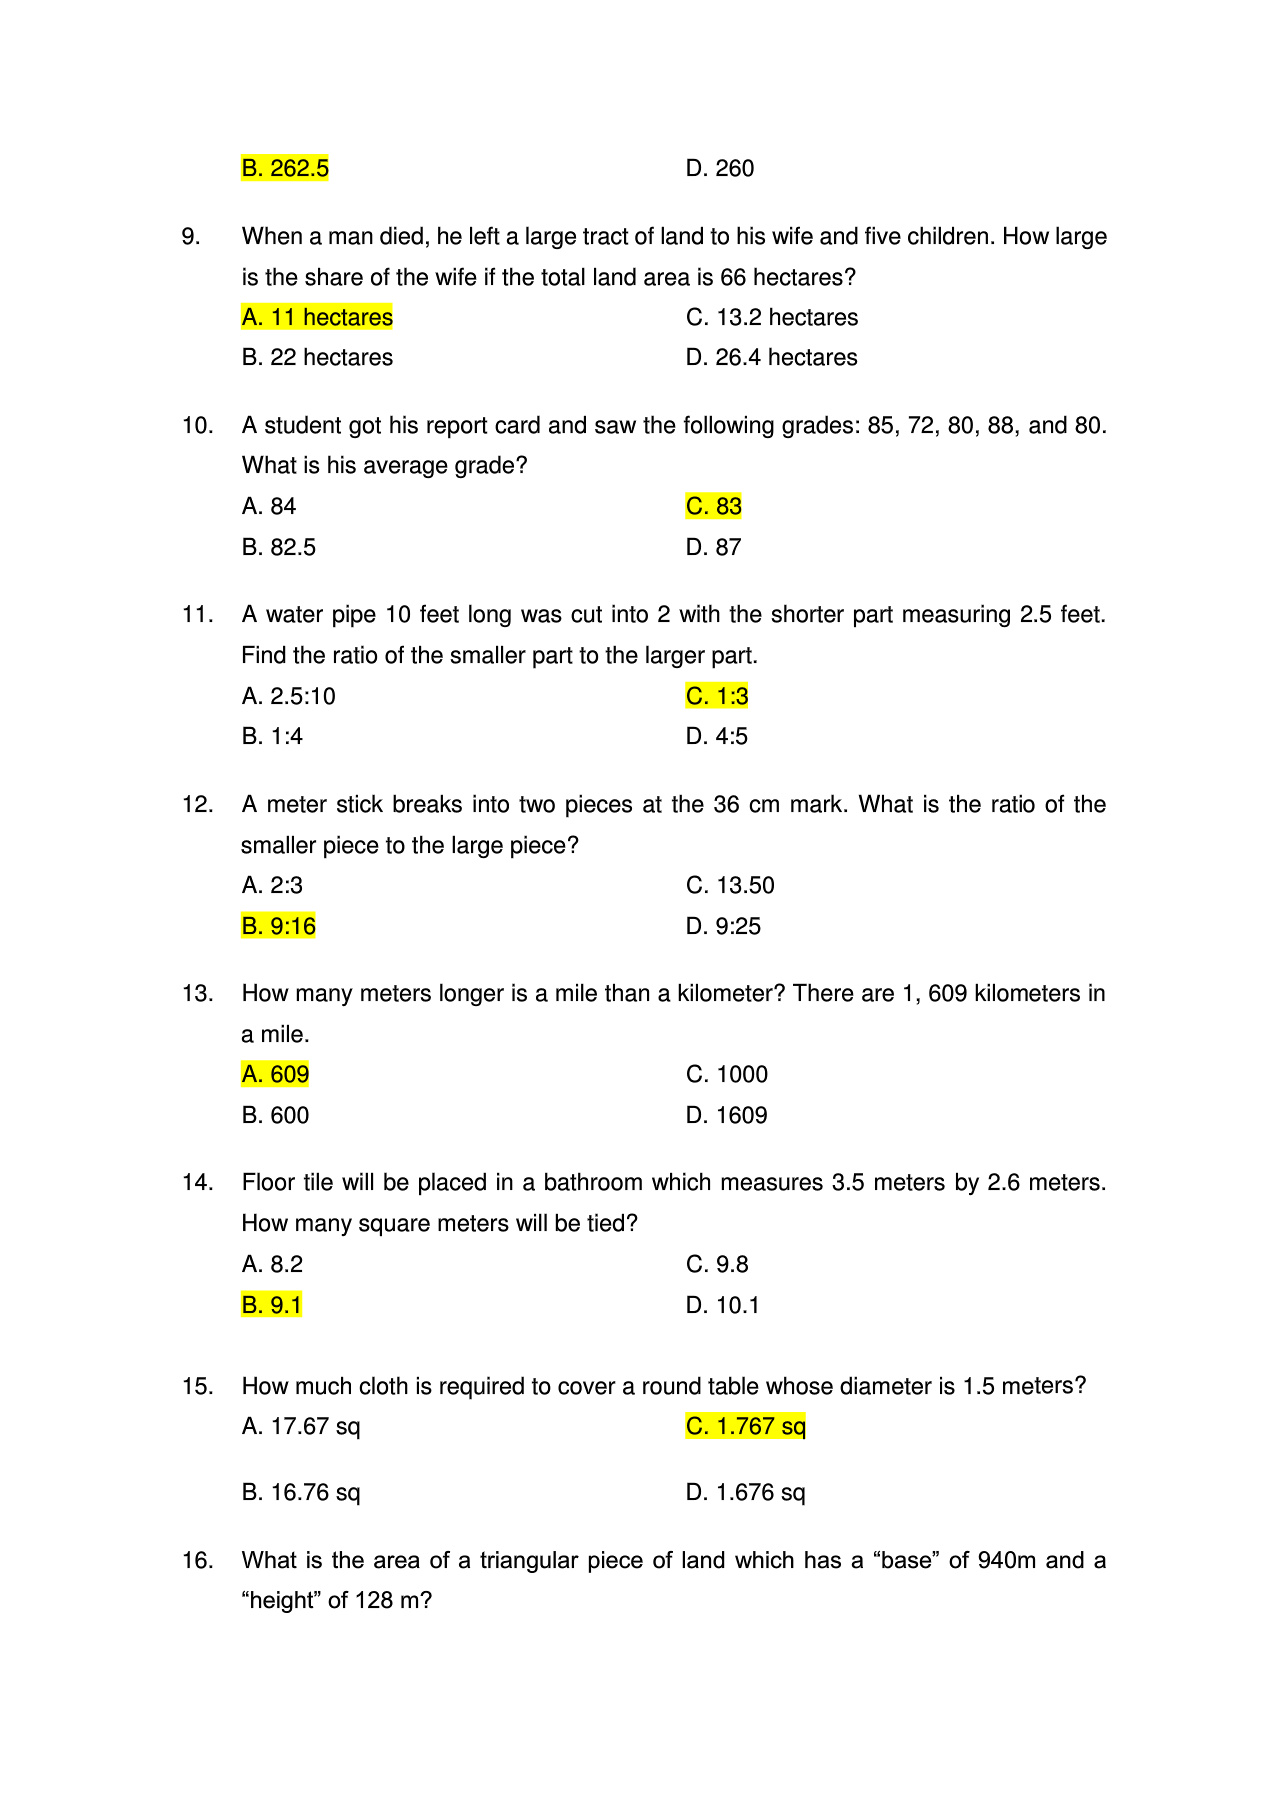 B. 262.5 D. 260
9. When a man died, he left a large tract of land to his wife and five children. How large
is the share of the wife if the total land area is 66 hectares?
A. 11 hectares C. 13.2 hectares
B. 22 hectares D. 26.4 hectares
10. A student got his report card and saw the following grades: 85, 72, 80, 88, and 80.
What is his average grade?
A. 84 C. 83
B. 82.5 D. 87
11. A water pipe 10 feet long was cut into 2 with the shorter part measuring 2.5 feet.
Find the ratio of the smaller part to the larger part.
A. 2.5:10 C. 1:3
B. 1:4 D. 4:5
12. A meter stick breaks into two pieces at the 36 cm mark. What is the ratio of the
smaller piece to the large piece?
A. 2:3 C. 13.50
B. 9:16 D. 9:25
13. How many meters longer is a mile than a kilometer? There are 1, 609 kilometers in
a mile.
A. 609 C. 1000
B. 600 D. 1609
14. Floor tile will be placed in a bathroom which measures 3.5 meters by 2.6 meters.
How many square meters will be tied?
A. 8.2 C. 9.8
B. 9.1 D. 10.1
15. How much cloth is required to cover a round table whose diameter is 1.5 meters?
A. 17.67 sq C. 1.767 sq
B. 16.76 sq D. 1.676 sq
16. What is the area of a triangular piece of land which has a “base” of 940m and a
“height” of 128 m?